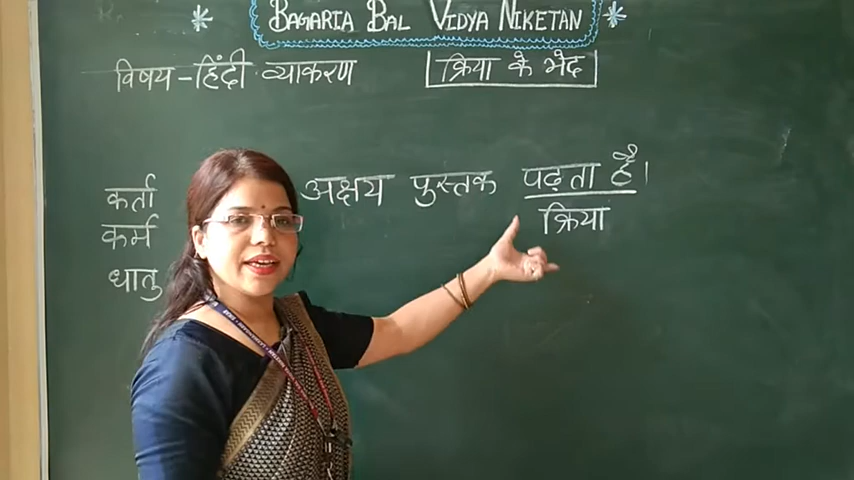 BAGARIA BAL VIDYA NIKETAN
विषय - हिंदी व्याकरण
क्रिया के भेद
अक्षय पुस्तक पढ़ता है।
क्रिया
कर्ता
कर्म
धातु